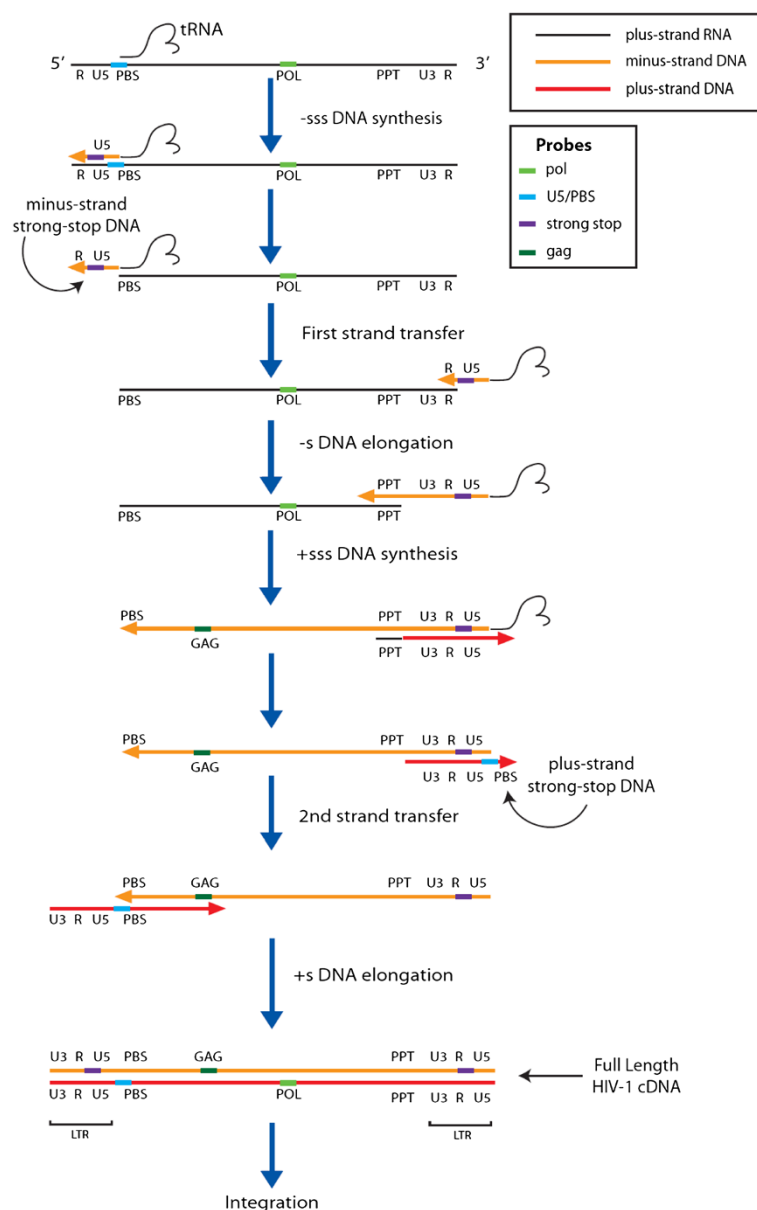 tRNA
5’ 3’
R U5 PBS POL PPT U3 R
plus-strand RNA
minus-strand DNA
plus-strand DNA
Probes
pol
U5/PBS
strong stop
gag
-sss DNA synthesis
U5
R U5 PBS POL PPT U3 R
minus-strand
strong-stop DNA
R U5
PBS POL PPT U3 R
First strand transfer
R U5
PBS POL PPT U3 R
-s DNA elongation
PPT U3 R U5
PBS POL PPT
+sss DNA synthesis
PBS PPT U3 R U5
GAG PPT U3 R U5
PBS PPT U3 R U5
GAG U3 R U5 PBS
plus-strand
strong-stop DNA
2nd strand transfer
PBS GAG PPT U3 R U5
U3 R U5 PBS
+s DNA elongation
U3 R U5 PBS GAG PPT U3 R U5
U3 R U5 PBS POL PPT U3 R U5
Full Length
HIV-1 cDNA
LTR LTR
Integration